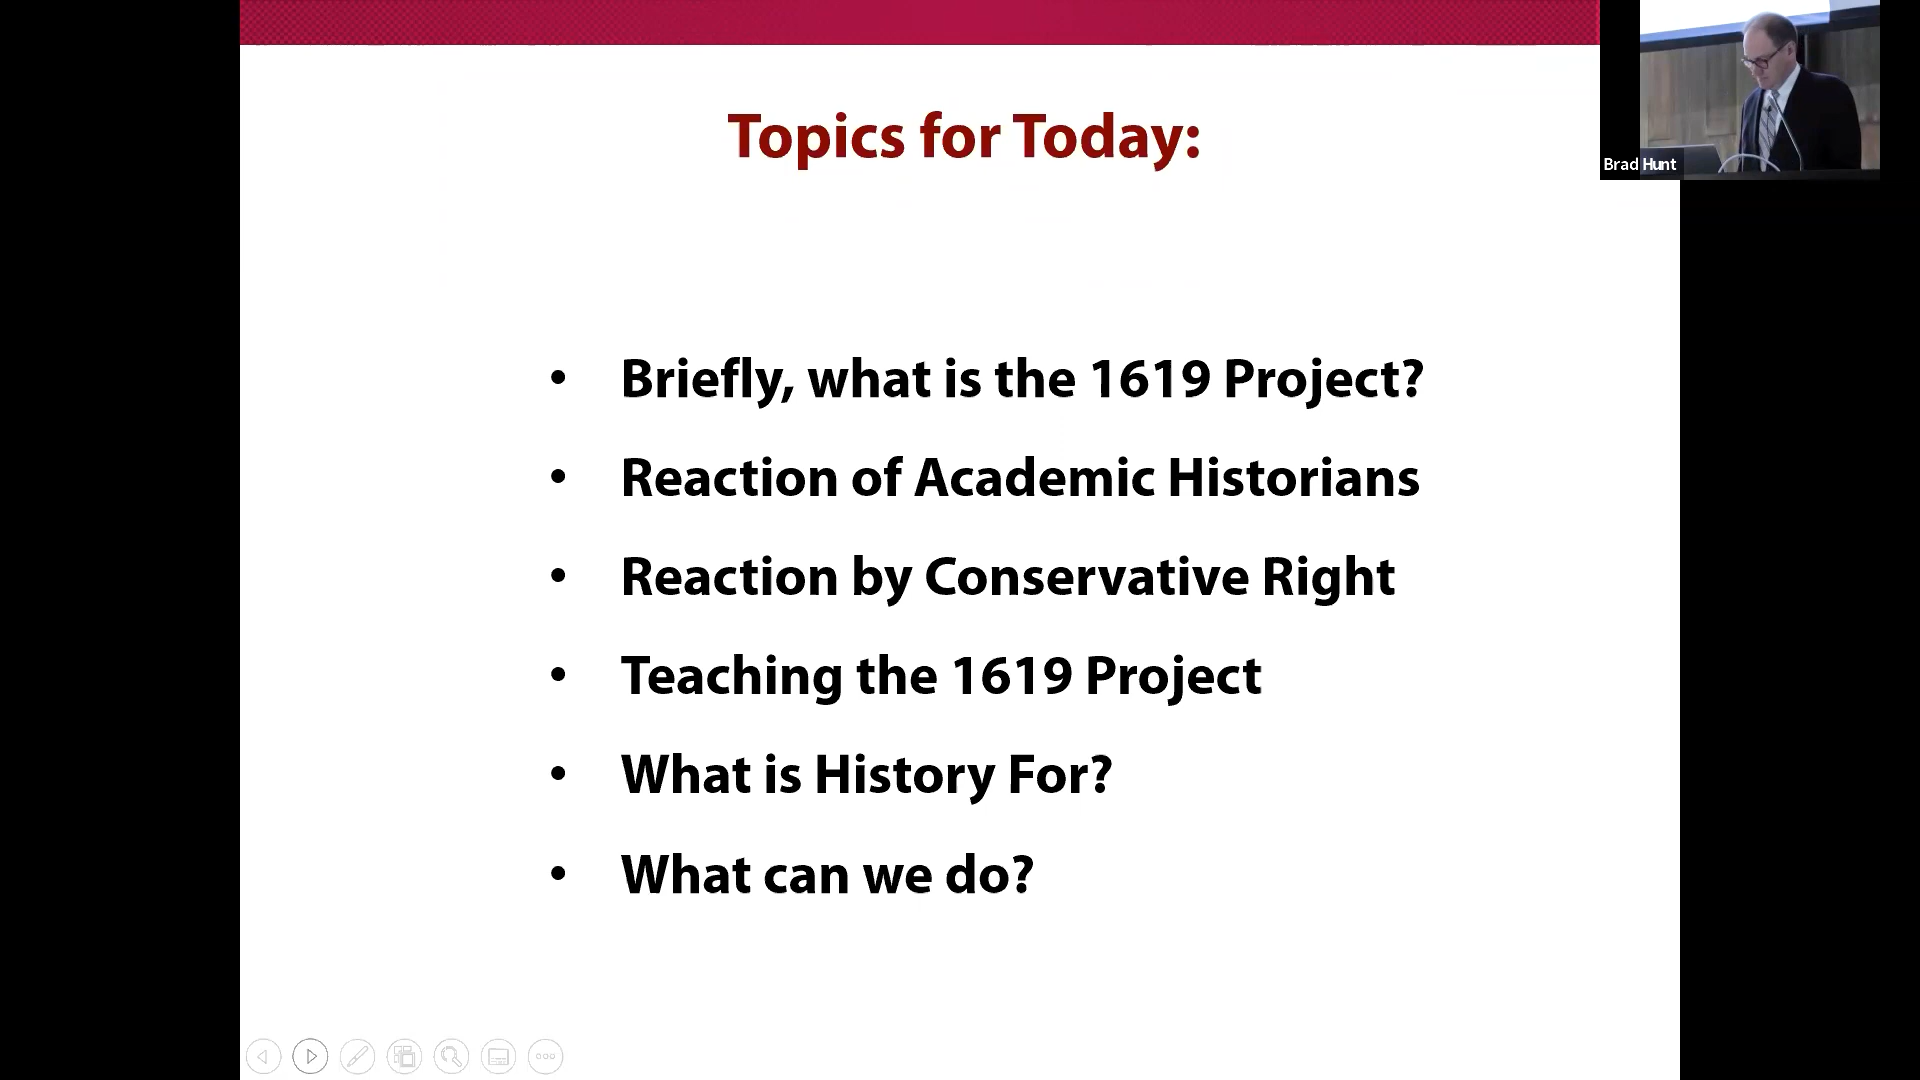 Topics for Today:
Brad Hunt
• Briefly, what is the 1619 Project?
• Reaction of Academic Historians
• Reaction by Conservative Right
• Teaching the 1619 Project
• What is History For?
• What can we do?